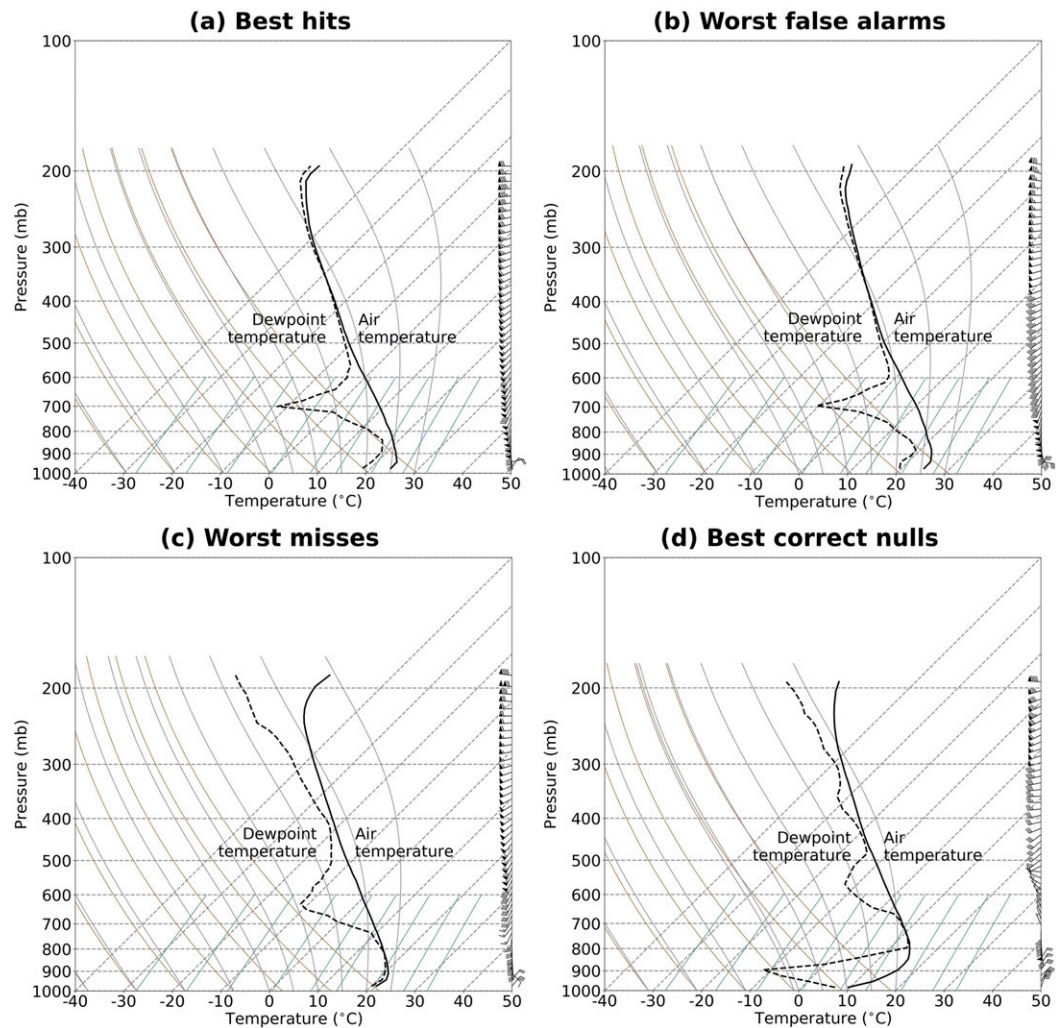 (a) Best hits
(b) Worst false alarms
100
200
300
400
500
600
700
800
900
1000
Pressure (mb)
Dewpoint
temperature
Air
temperature
-40 -30 -20 -10 0 10 20 30 40 50
Temperature (°C)
100
200
300
400
500
600
700
800
900
1000
Pressure (mb)
Dewpoint
temperature
Air
temperature
-40 -30 -20 -10 0 10 20 30 40 50
Temperature (°C)
(c) Worst misses
(d) Best correct nulls
100
200
300
400
500
600
700
800
900
1000
Pressure (mb)
Dewpoint
temperature
Air
temperature
-40 -30 -20 -10 0 10 20 30 40 50
Temperature (°C)
100
200
300
400
500
600
700
800
900
1000
Pressure (mb)
Dewpoint
temperature
Air
temperature
-40 -30 -20 -10 0 10 20 30 40 50
Temperature (°C)